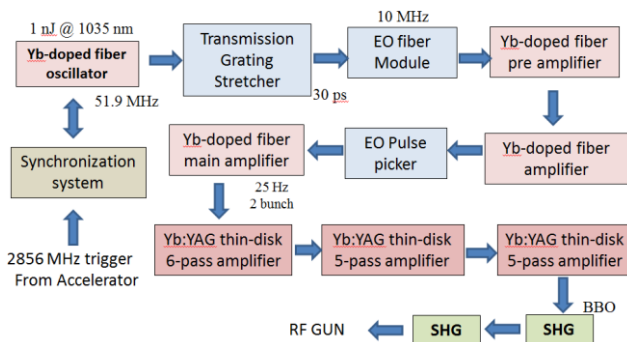 1 nJ @ 1035 nm
Yb-doped fiber
oscillator
51.9 MHz
Transmission
Grating
Stretcher
30 ps
10 MHz
EO fiber
Module
Yb-doped fiber
pre amplifier
Synchronization
system
2856 MHz trigger
From Accelerator
Yb-doped fiber
main amplifier
EO Pulse
picker
Yb-doped fiber
amplifier
25 Hz
2 bunch
Yb:YAG thin-disk
6-pass amplifier
Yb:YAG thin-disk
5-pass amplifier
Yb:YAG thin-disk
5-pass amplifier
BBO
RF GUN
SHG
SHG